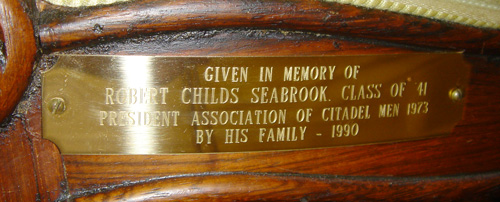 GIVEN IN MEMORY OF
ROBERT CHILDS SEABROOK. CLASS OF '41
PRESIDENT ASSOCIATION OF CITADEL MEN 1973
BY HIS FAMILY - 1990